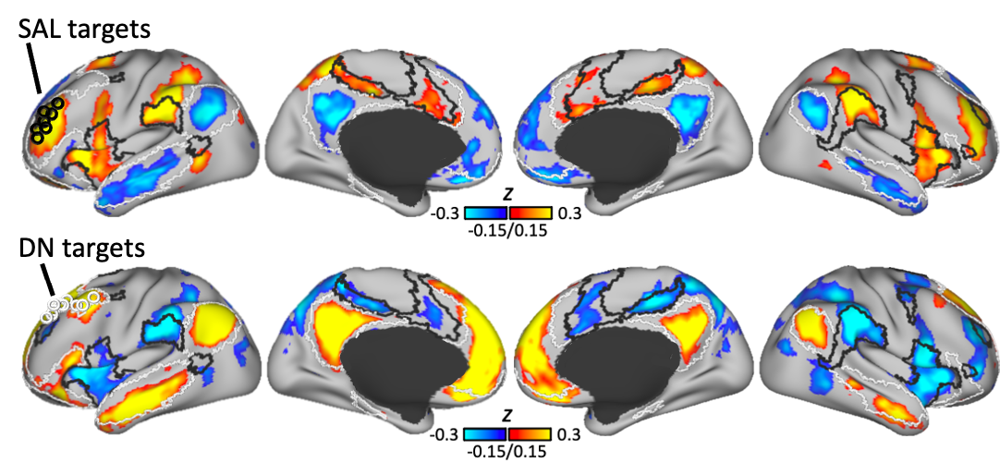 SAL targets
Z
-0.3 0.3
-0.15/0.15
DN targets
Z
-0.3 0.3
-0.15/0.15